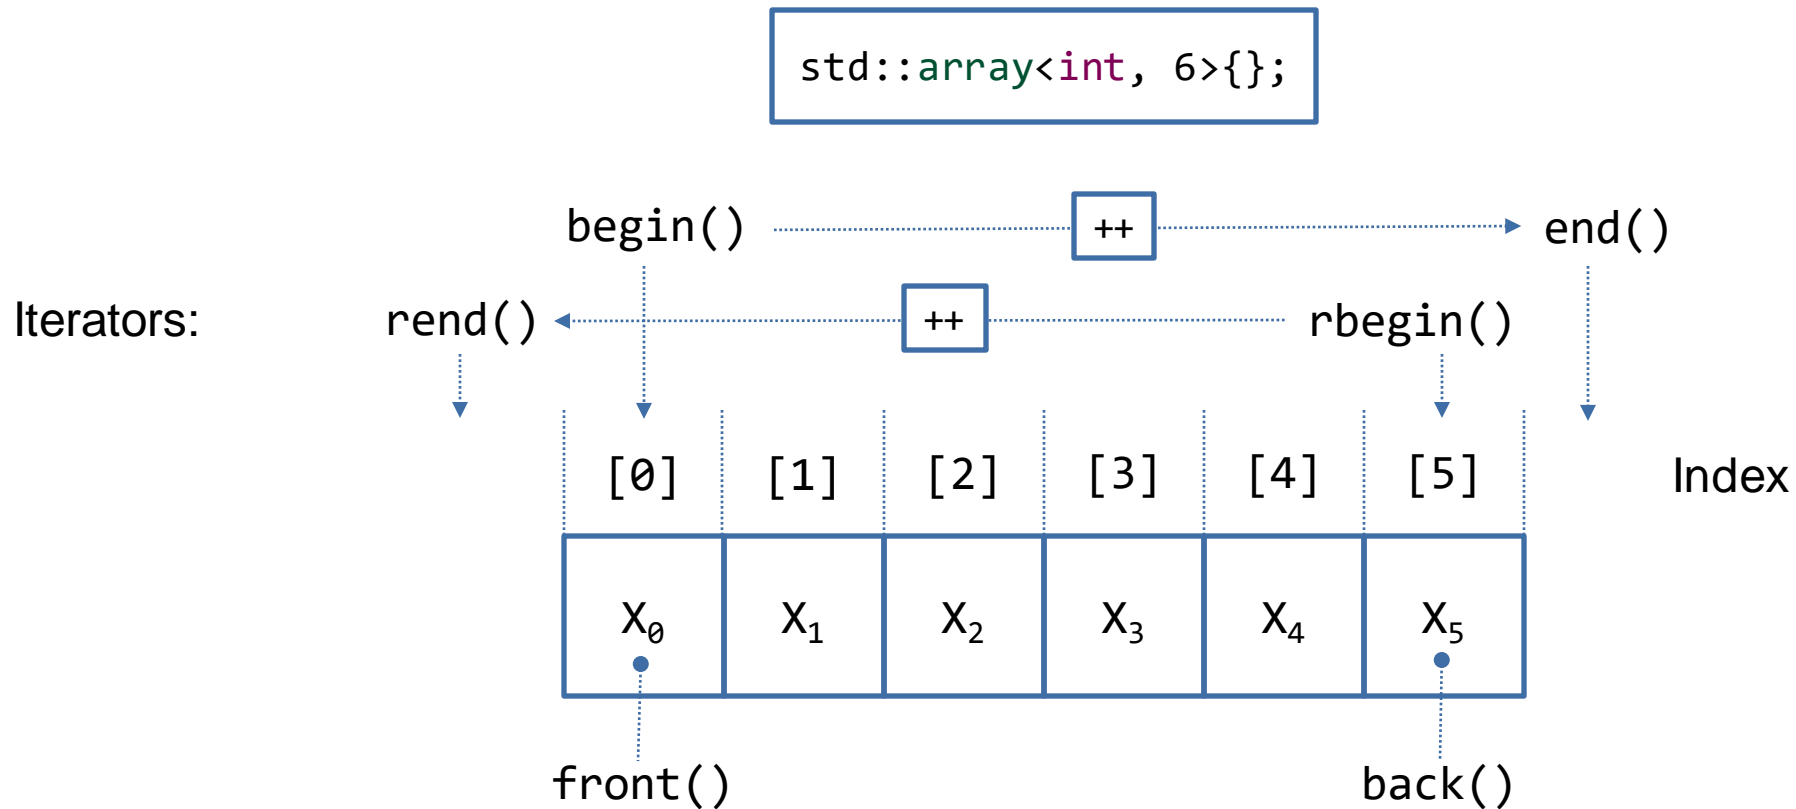 std::array<int, 6>{};
begin() ++ end()
Iterators: rend() ++ rbegin()
[0] [1] [2] [3] [4] [5] Index
X₀ X₁ X₂ X₃ X₄ X₅
front() back()